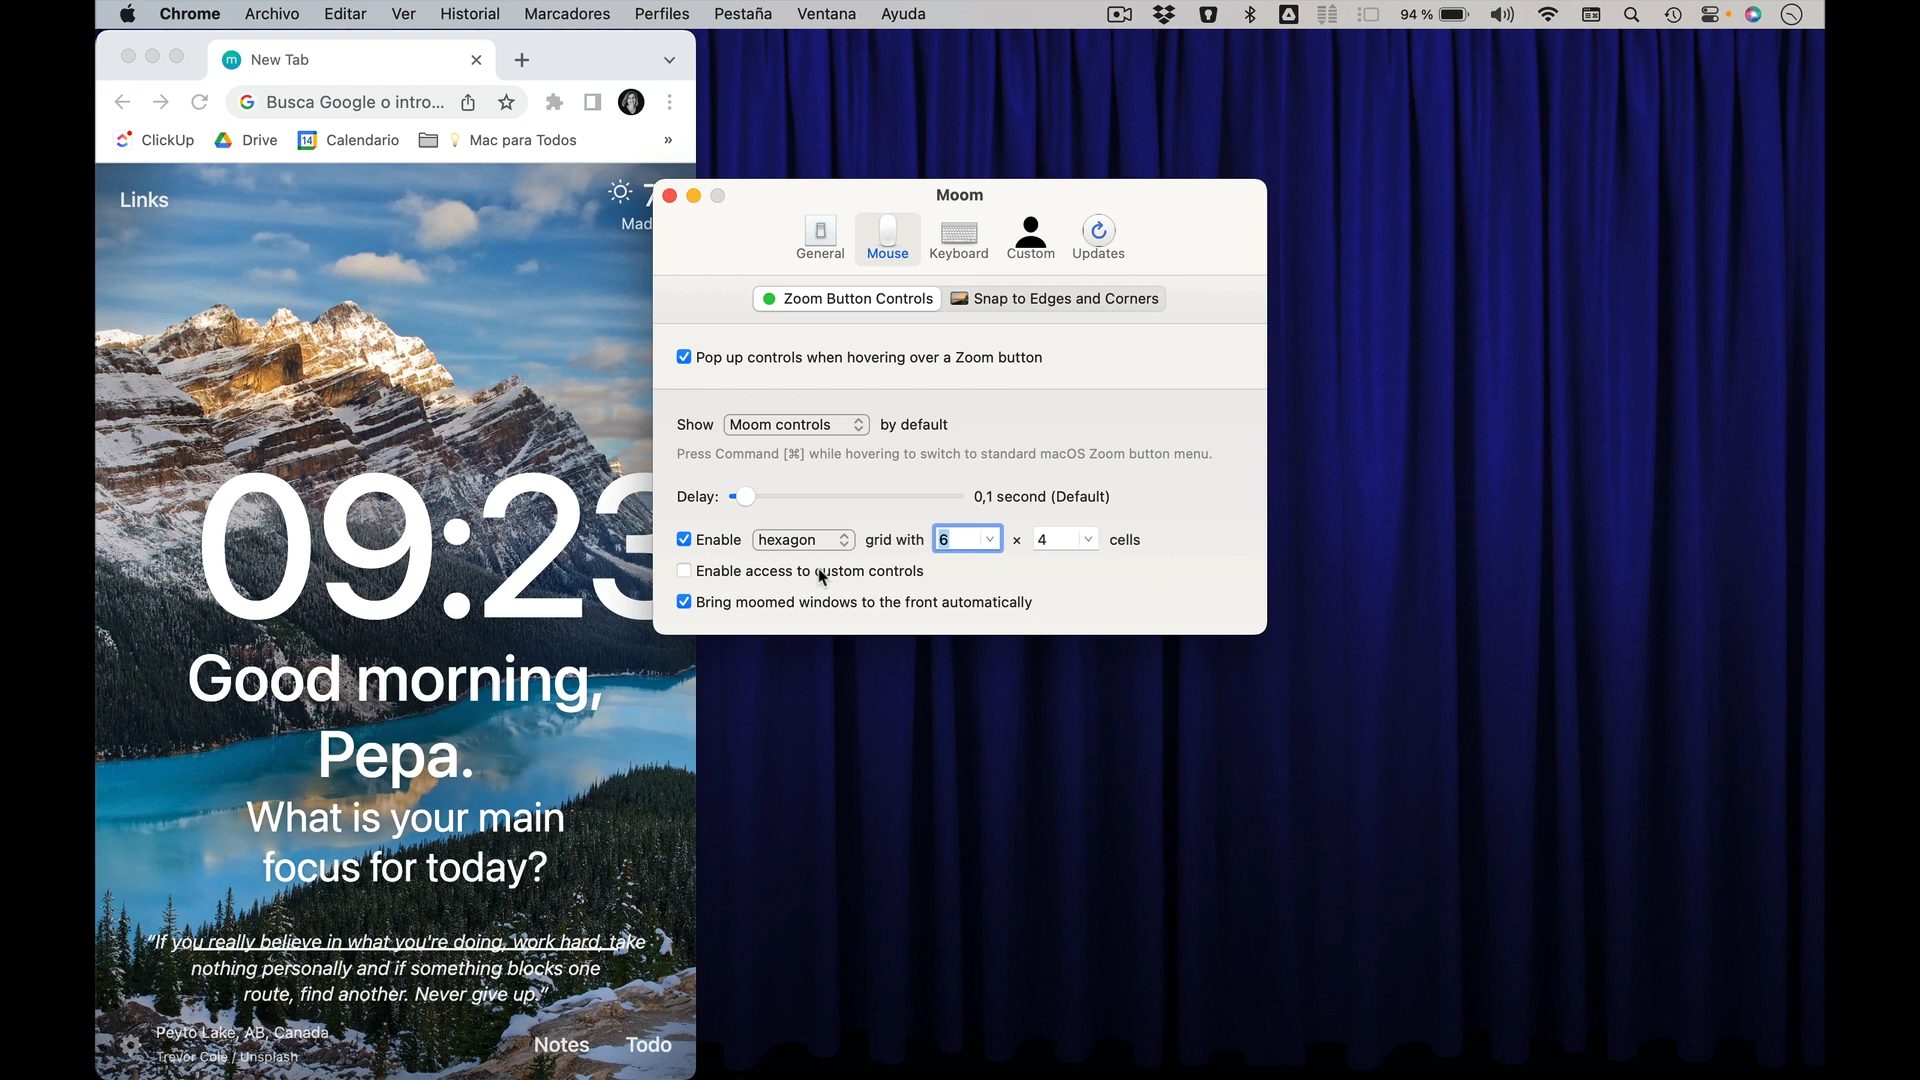 Chrome Archivo Editar Ver Historial Marcadores Perfiles Pestaña Ventana Ayuda 94 %
New Tab
Busca Google o intro...
ClickUp Drive 14 Calendario Mac para Todos »
Links
Mad
09:23
Good morning,
Pepa.
What is your main
focus for today?
“If you really believe in what you're doing, work hard, take
nothing personally and if something blocks one
route, find another. Never give up.”
Peyto Lake, AB, Canada
Trevor Cole / Unsplash
Notes Todo
Moom
General Mouse Keyboard Custom Updates
Zoom Button Controls Snap to Edges and Corners
Pop up controls when hovering over a Zoom button
Show Moom controls by default
Press Command [⌘] while hovering to switch to standard macOS Zoom button menu.
Delay: 0,1 second (Default)
Enable hexagon grid with 6 × 4 cells
Enable access to custom controls
Bring moomed windows to the front automatically